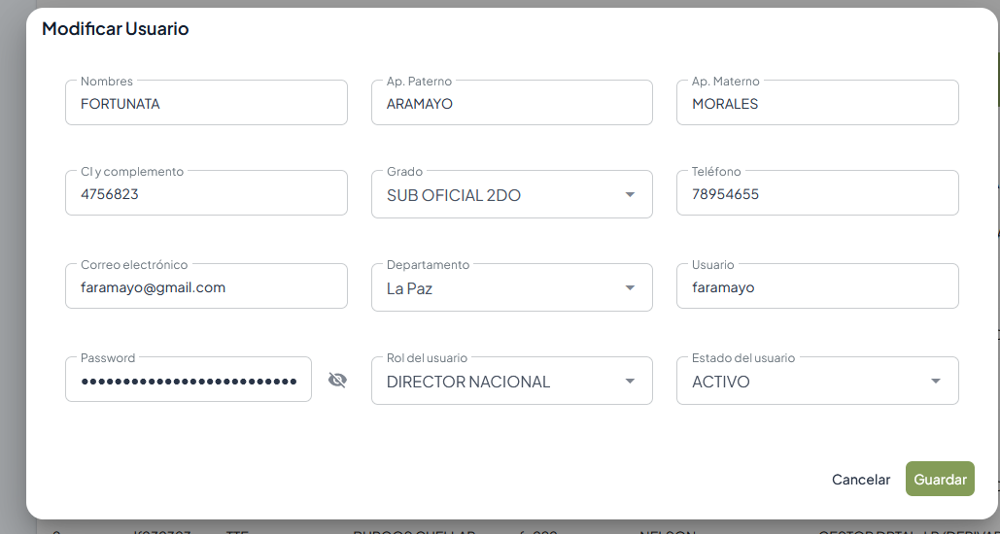 Modificar Usuario
Nombres
FORTUNATA
Ap. Paterno
ARAMAYO
Ap. Materno
MORALES
CI y complemento
4756823
Grado
SUB OFICIAL 2DO
Teléfono
78954655
Correo electrónico
faramayo@gmail.com
Departamento
La Paz
Usuario
faramayo
Password
Rol del usuario
DIRECTOR NACIONAL
Estado del usuario
ACTIVO
Cancelar
Guardar